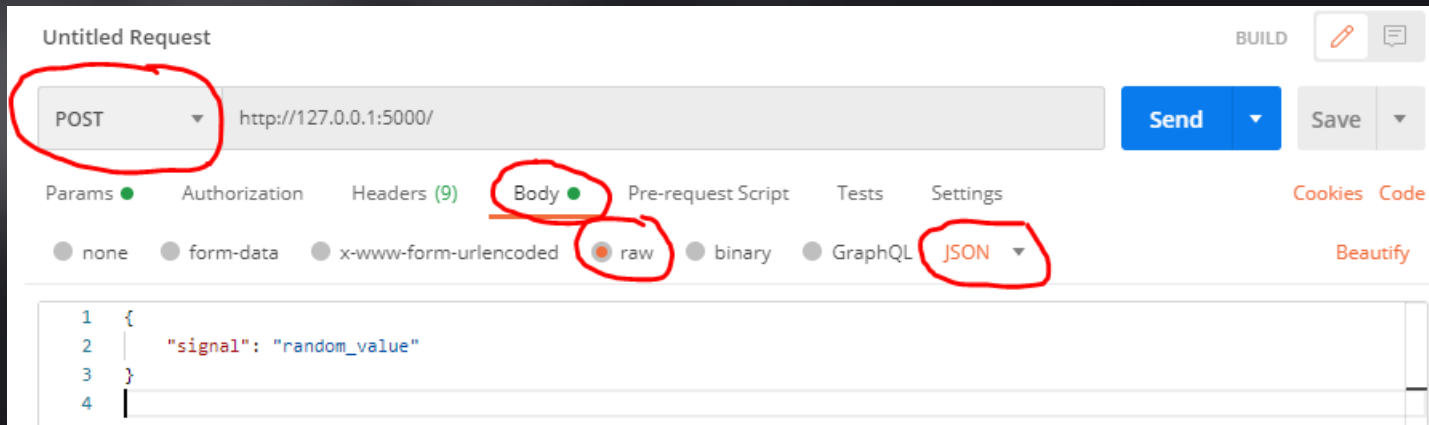 Untitled Request
BUILD
POST http://127.0.0.1:5000/ Send Save
Params Authorization Headers (9) Body Pre-request Script Tests Settings Cookies Code
none form-data x-www-form-urlencoded raw binary GraphQL JSON Beautify
1 {
2 "signal": "random_value"
3 }
4